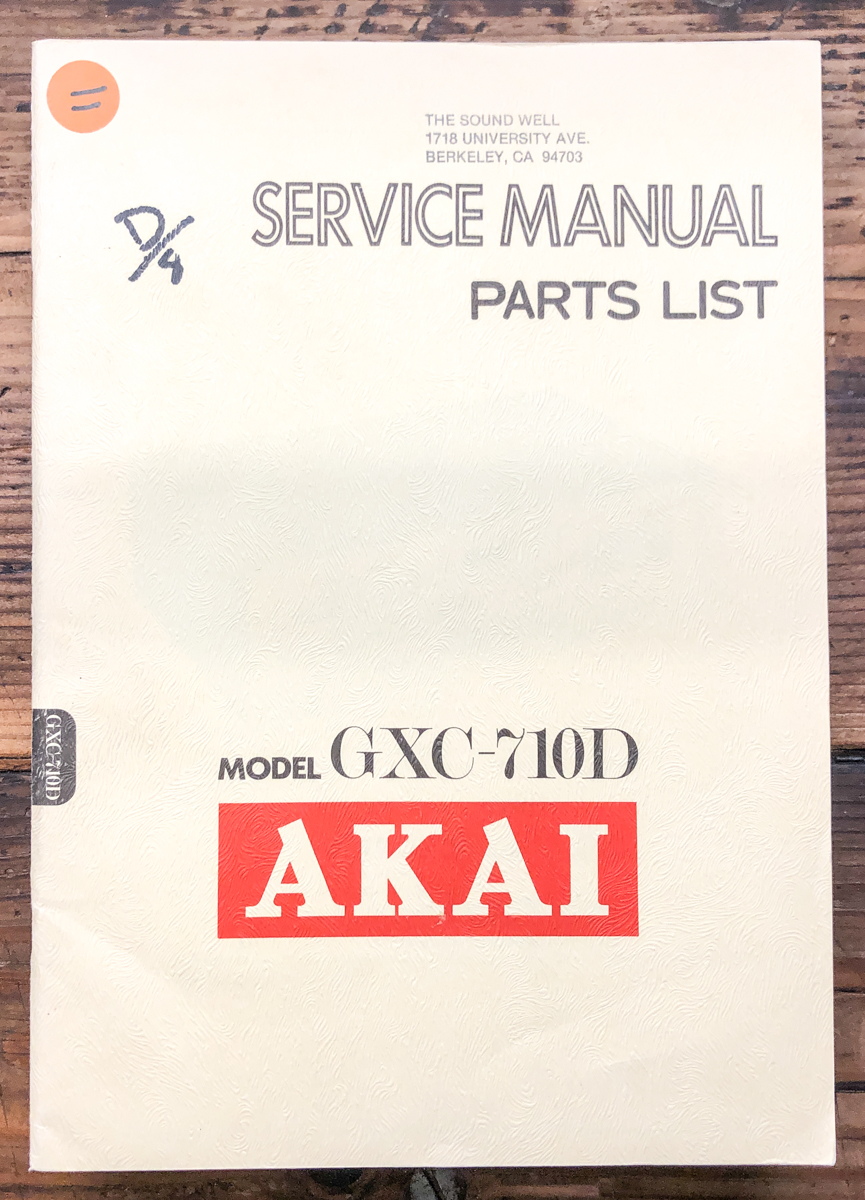 THE SOUND WELL
1718 UNIVERSITY AVE.
BERKELEY, CA 94703
SERVICE MANUAL
D/4
PARTS LIST
GXC-710D
MODEL GXC-710D
AKAI